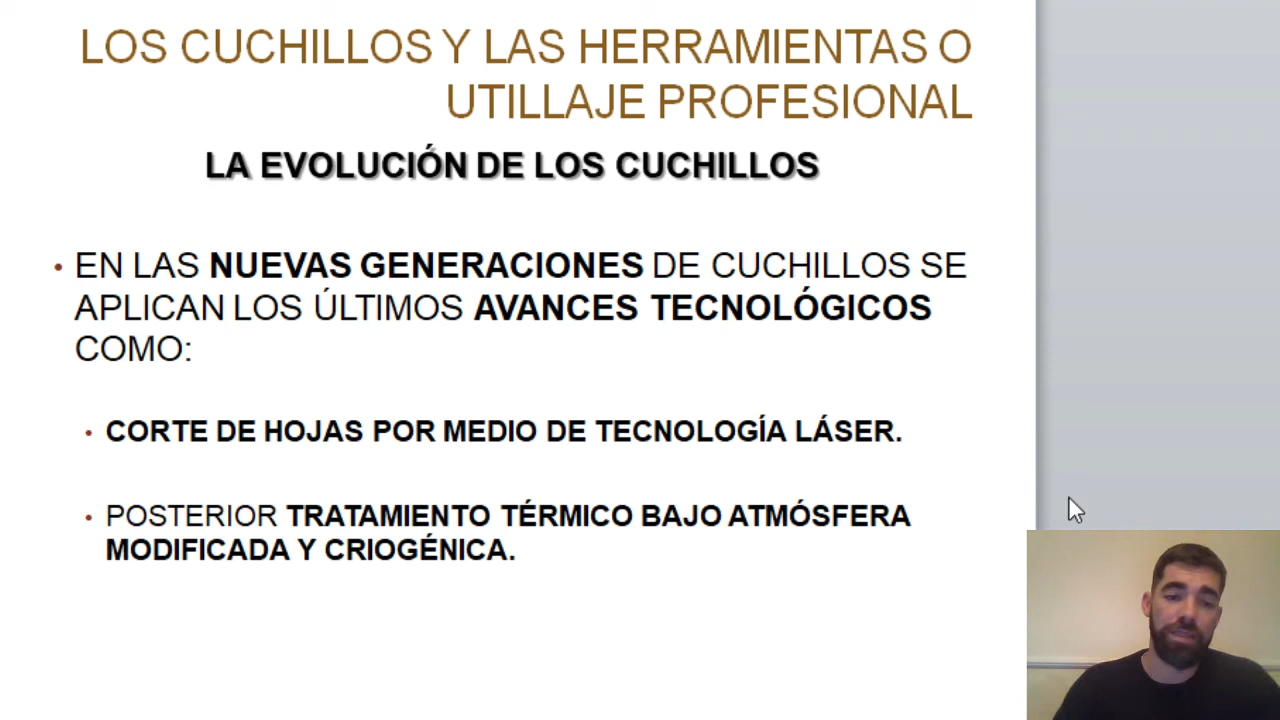 LOS CUCHILLOS Y LAS HERRAMIENTAS O
UTILLAJE PROFESIONAL
LA EVOLUCIÓN DE LOS CUCHILLOS
• EN LAS NUEVAS GENERACIONES DE CUCHILLOS SE
APLICAN LOS ÚLTIMOS AVANCES TECNOLÓGICOS
COMO:
• CORTE DE HOJAS POR MEDIO DE TECNOLOGÍA LÁSER.
• POSTERIOR TRATAMIENTO TÉRMICO BAJO ATMÓSFERA
MODIFICADA Y CRIOGÉNICA.